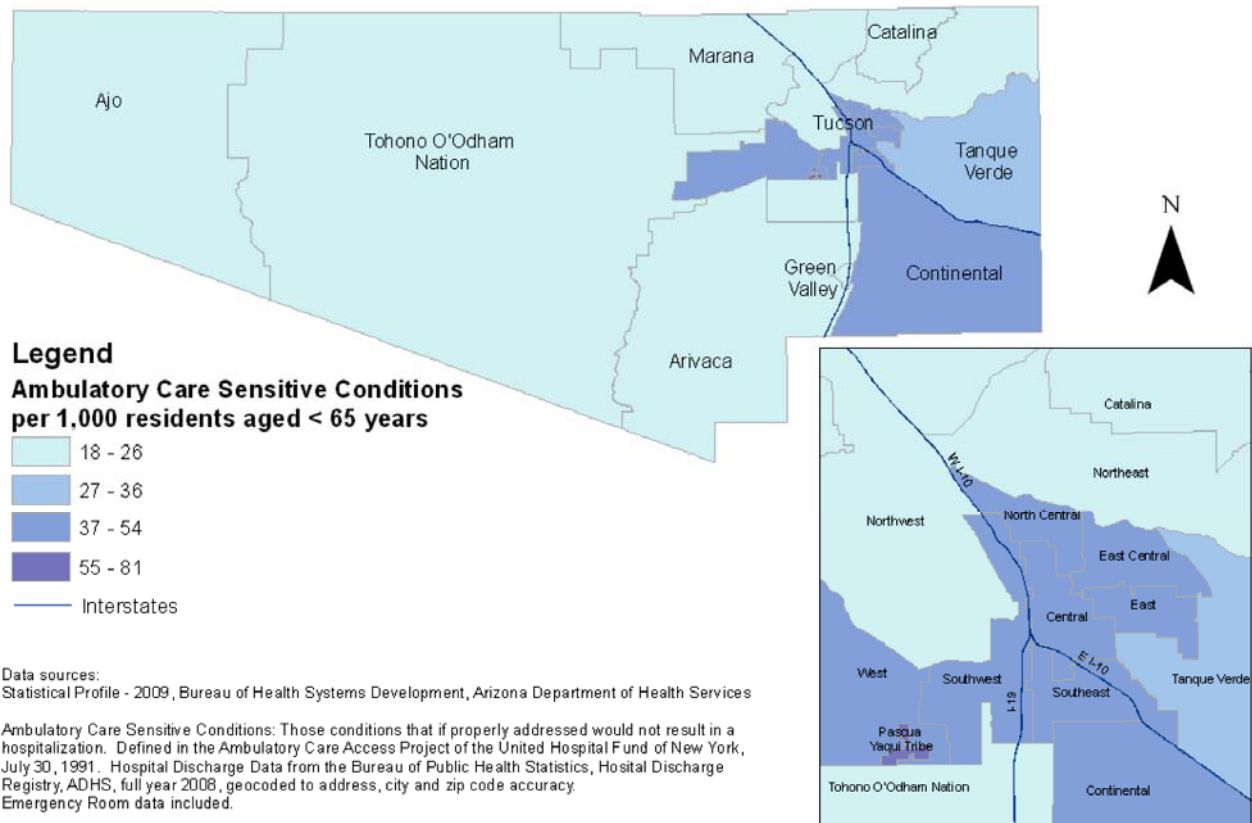 Catalina
Marana
Ajo
Tucson
Tohono O'Odham
Nation
Tanque
Verde
N
Green
Valley
Continental
Arivaca
Legend
Ambulatory Care Sensitive Conditions
per 1,000 residents aged < 65 years
18 - 26
27 - 36
37 - 54
55 - 81
Interstates
Data sources:
Statistical Profile - 2009, Bureau of Health Systems Development, Arizona Department of Health Services
Ambulatory Care Sensitive Conditions: Those conditions that if properly addressed would not result in a
hospitalization. Defined in the Ambulatory Care Access Project of the United Hospital Fund of New York,
July 30, 1991. Hospital Discharge Data from the Bureau of Public Health Statistics, Hosital Discharge
Registry, ADHS, full year 2008, geocoded to address, city and zip code accuracy.
Emergency Room data included.
Catalina
W I-10
Northeast
Northwest
North Central
East Central
East
Central
E I-10
West
Southwest
Southeast
Tanque Verde
I-19
Pascua
Yaqui Tribe
Tohono O'Odham Nation
Continental